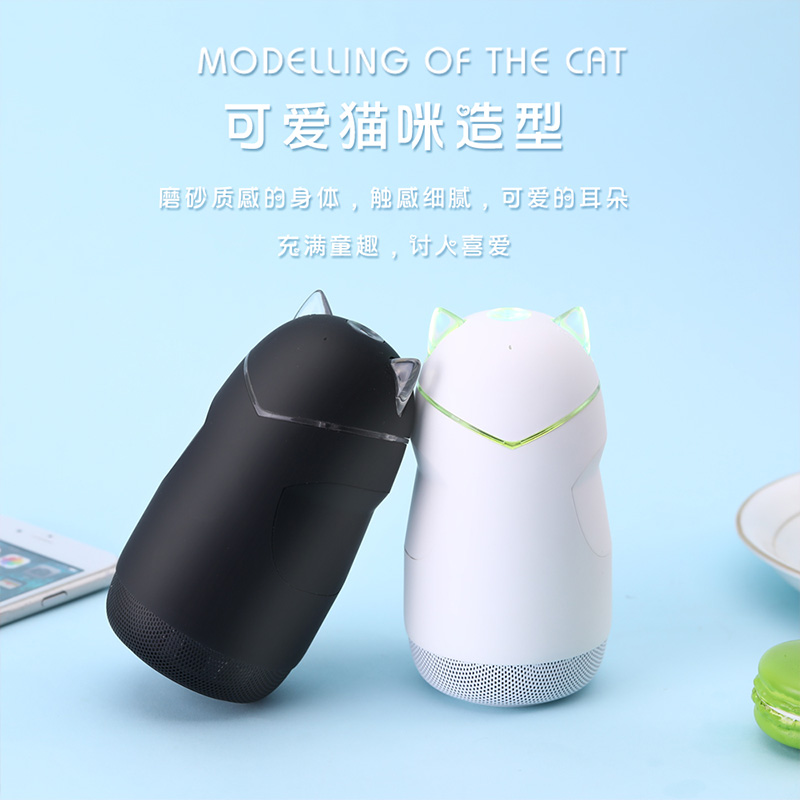 MODELLING OF THE CAT
可爱猫咪造型
磨砂质感的身体，触感细腻，可爱的耳朵
充满童趣，讨人喜爱